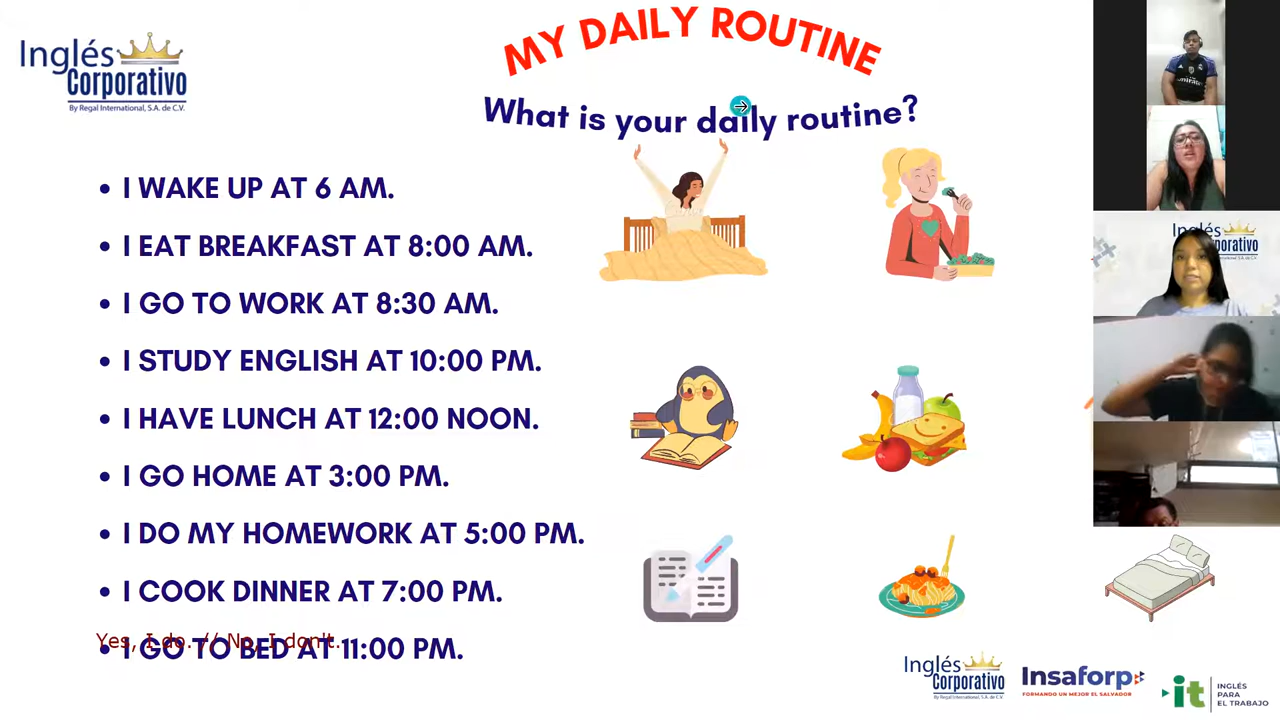 Inglés
Corporativo
By Regal International, S.A. de C.V.
MY DAILY ROUTINE
What is your daily routine?
• I WAKE UP AT 6 AM.
• I EAT BREAKFAST AT 8:00 AM.
• I GO TO WORK AT 8:30 AM.
• I STUDY ENGLISH AT 10:00 PM.
• I HAVE LUNCH AT 12:00 NOON.
• I GO HOME AT 3:00 PM.
• I DO MY HOMEWORK AT 5:00 PM.
• I COOK DINNER AT 7:00 PM.
Yes, I do. // No, I don't.
• I GO TO BED AT 11:00 PM.
Inglés
Corporativo
By Regal International, S.A. de C.V.
Insaforp
FORMANDO UN MEJOR EL SALVADOR
it
INGLÉS
PARA
EL TRABAJO